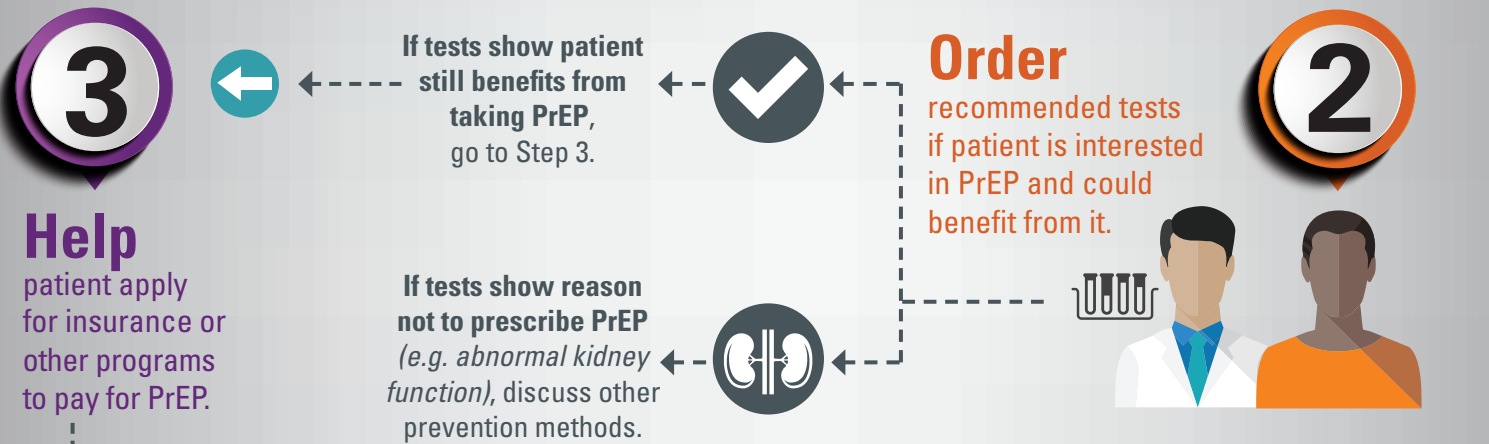 2
Order
recommended tests
if patient is interested
in PrEP and could
benefit from it.
If tests show patient
still benefits from
taking PrEP,
go to Step 3.
If tests show reason
not to prescribe PrEP
(e.g. abnormal kidney
function), discuss other
prevention methods.
3
Help
patient apply
for insurance or
other programs
to pay for PrEP.